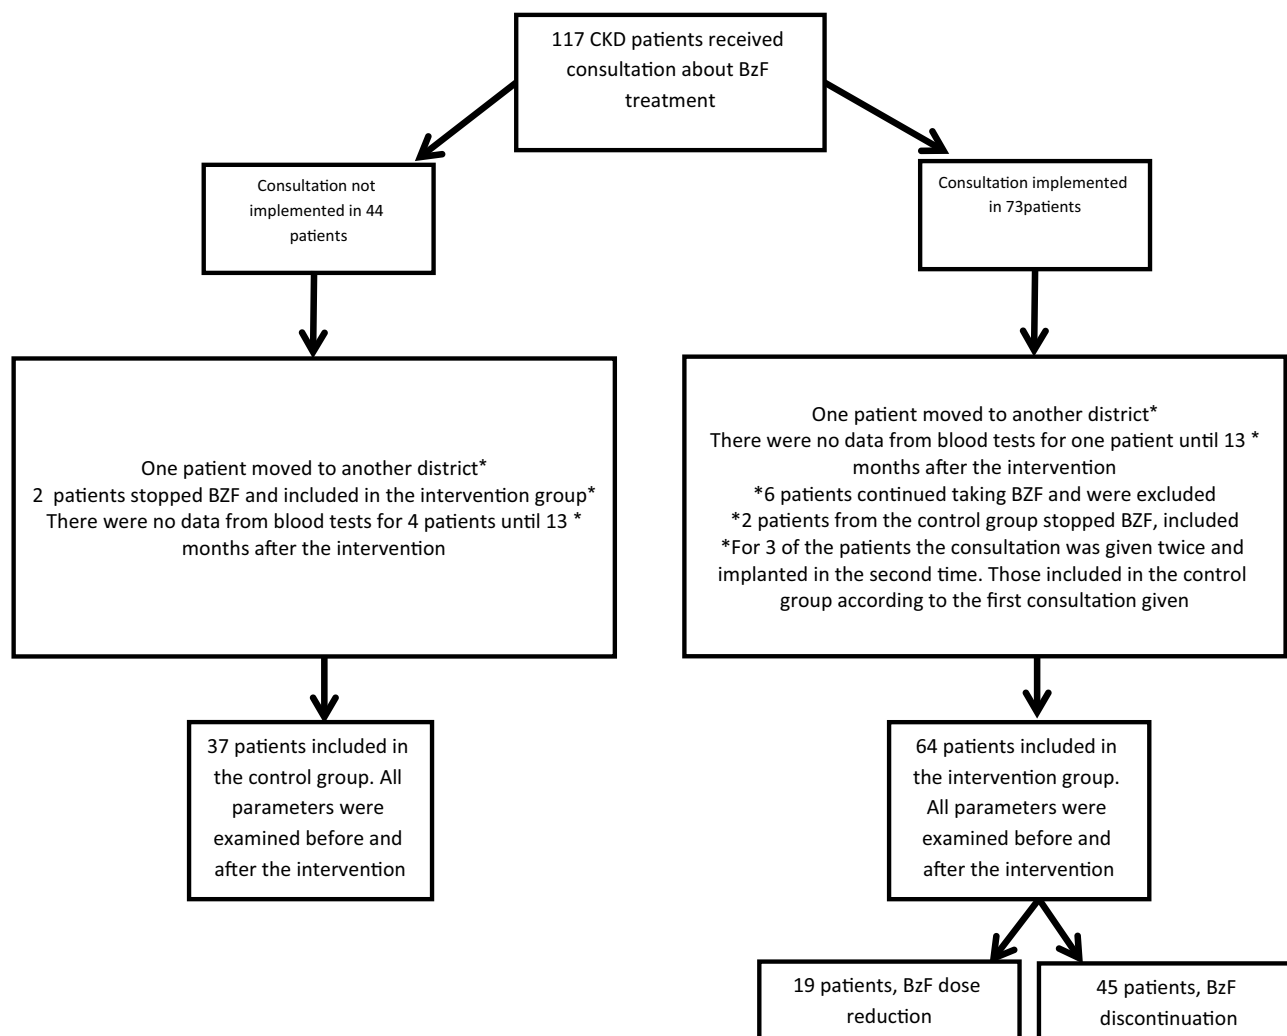 117 CKD patients received
consultation about BzF
treatment
Consultation not
implemented in 44
patients
Consultation implemented
in 73patients
One patient moved to another district*
2 patients stopped BZF and included in the intervention group*
There were no data from blood tests for 4 patients until 13 *
months after the intervention
One patient moved to another district*
There were no data from blood tests for one patient until 13 *
months after the intervention
*6 patients continued taking BZF and were excluded
*2 patients from the control group stopped BZF, included
*For 3 of the patients the consultation was given twice and
implanted in the second time. Those included in the control
group according to the first consultation given
37 patients included in
the control group. All
parameters were
examined before and
after the intervention
64 patients included in
the intervention group.
All parameters were
examined before and
after the intervention
19 patients, BzF dose
reduction
45 patients, BzF
discontinuation